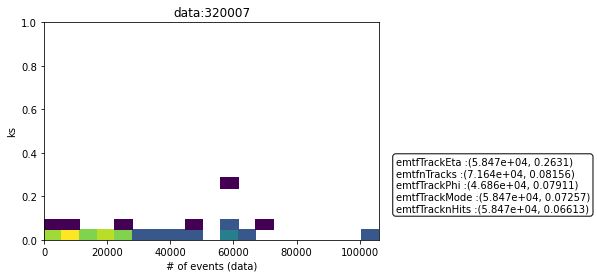 data:320007
1.0
0.8
0.6
0.4
0.2
0.0
ks
0
20000
40000
60000
80000
100000
# of events (data)
emtfTrackEta :(5.847e+04, 0.2631)
emtfnTracks :(7.164e+04, 0.08156)
emtfTrackPhi :(4.686e+04, 0.07911)
emtfTrackMode :(5.847e+04, 0.07257)
emtfTracknHits :(5.847e+04, 0.06613)